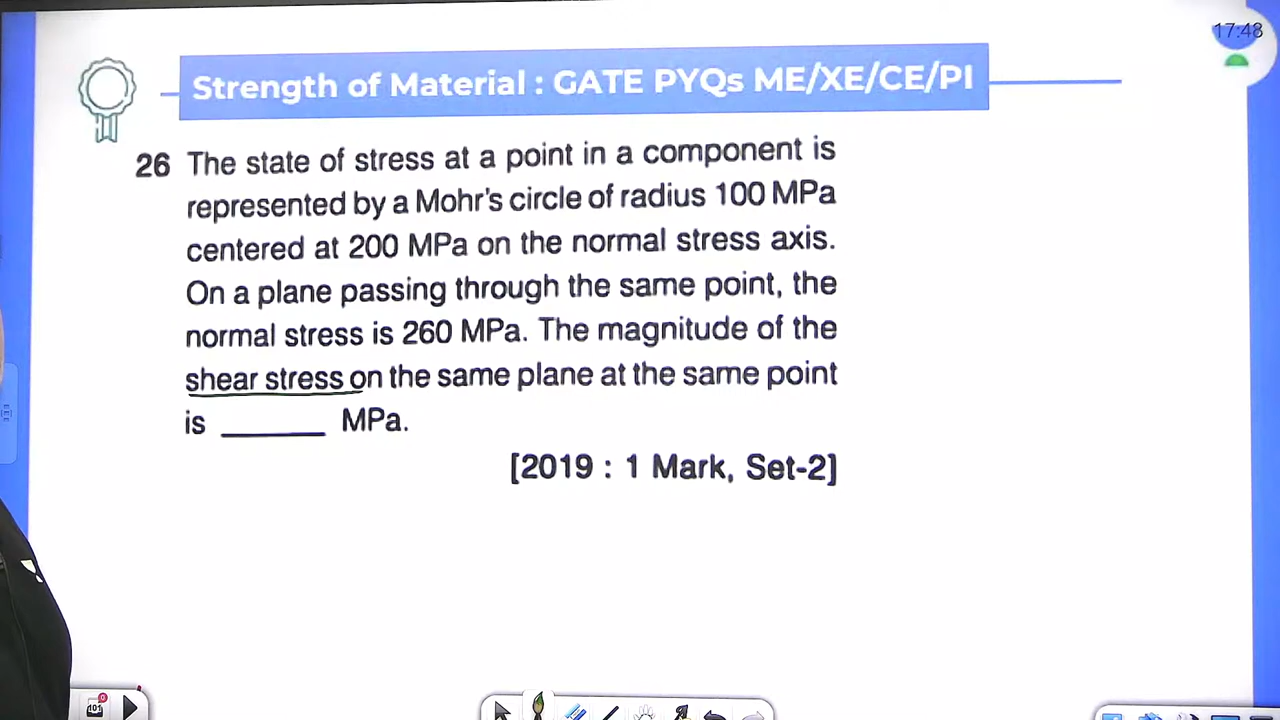 17:48
Strength of Material : GATE PYQs ME/XE/CE/PI
26 The state of stress at a point in a component is
represented by a Mohr's circle of radius 100 MPa
centered at 200 MPa on the normal stress axis.
On a plane passing through the same point, the
normal stress is 260 MPa. The magnitude of the
shear stress on the same plane at the same point
is ______ MPa.
[2019 : 1 Mark, Set-2]
101
0